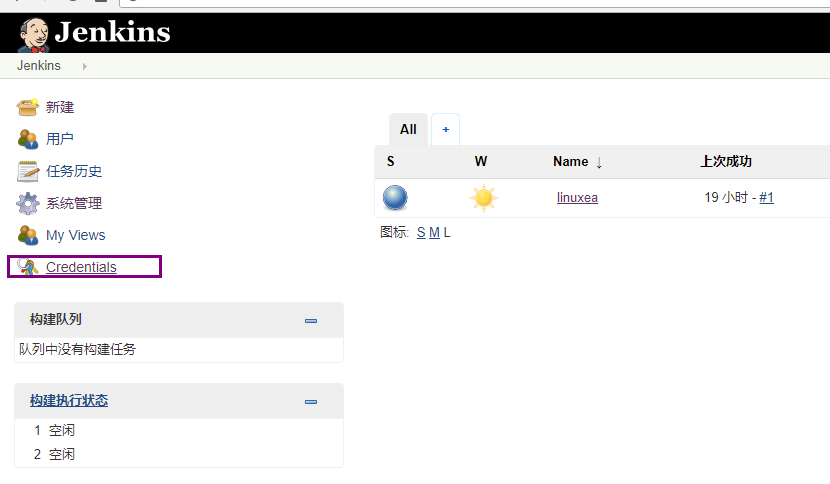 Jenkins
Jenkins
新建
用户
任务历史
系统管理
My Views
Credentials
构建队列
队列中没有构建任务
构建执行状态
1 空闲
2 空闲
All +
S W Name ↓ 上次成功
linuxea 19 小时 - #1
图标: S M L